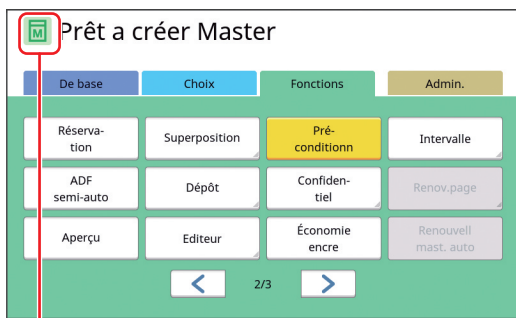 M
Prêt a créer Master
De base
Choix
Fonctions
Admin.
Réserva-
tion
Superposition
Pré-
conditionn
Intervalle
ADF
semi-auto
Dépôt
Confiden-
tiel
Renov.page
Aperçu
Editeur
Économie
encre
Renouvell
mast. auto
2/3